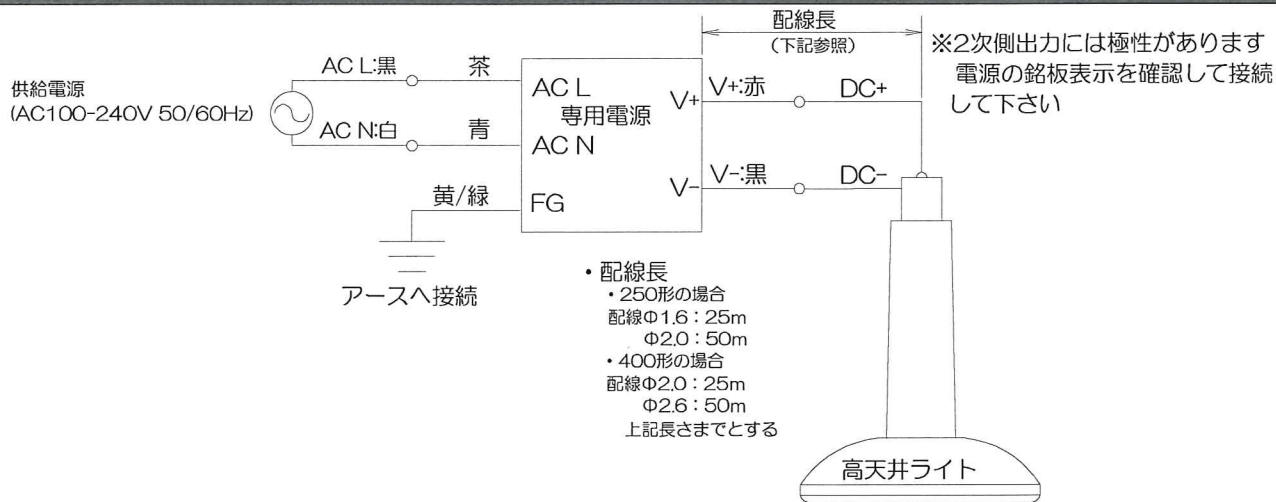 配線長
(下記参照)
※2次側出力には極性があります
電源の銘板表示を確認して接続
して下さい
供給電源
(AC100-240V 50/60Hz)
AC L:黒
茶
AC N:白
青
黄/緑
アースへ接続
AC L
専用電源
AC N
FG
V+
V-
V+:赤
DC+
V-:黒
DC-
・配線長
・250形の場合
配線Φ1.6：25m
Φ2.0：50m
・400形の場合
配線Φ2.0：25m
Φ2.6：50m
上記長さまでとする
高天井ライト